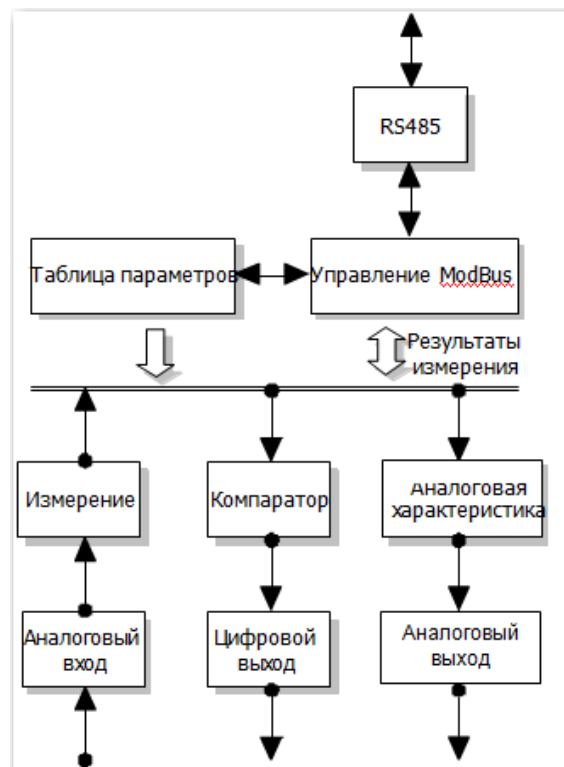 RS485
Таблица параметров
Управление ModBus
Результаты
измерения
Измерение
Компаратор
Аналоговая
характеристика
Аналоговый
вход
Цифровой
выход
Аналоговый
выход